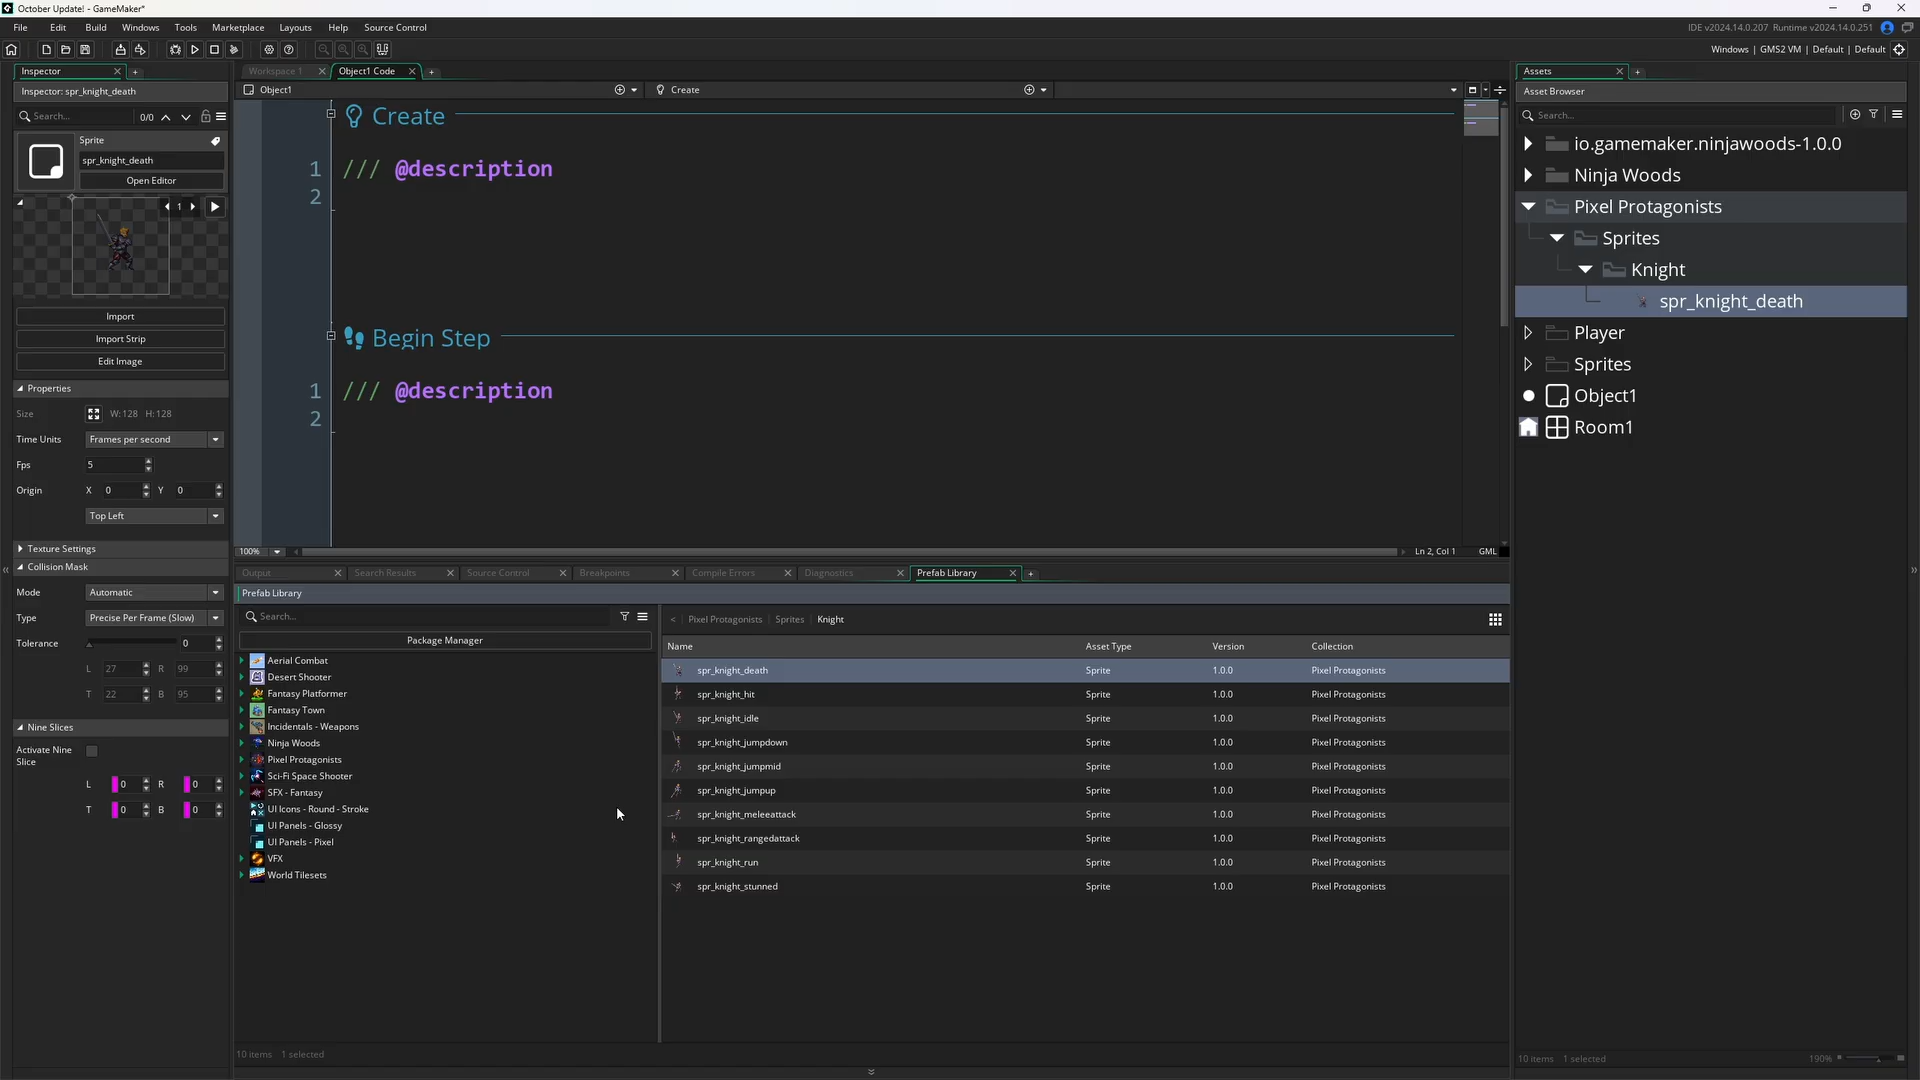 October Update! - GameMaker*
File Edit Build Windows Tools Marketplace Layouts Help Source Control
IDE v2024.14.0.207 Runtime v2024.14.0.251
Windows | GMS2 VM | Default | Default
Inspector
Inspector: spr_knight_death
Search... 0/0
Sprite
spr_knight_death
Open Editor
1
Import
Import Strip
Edit Image
Properties
Size W:128 H:128
Time Units Frames per second
Fps 5
Origin X 0 Y 0
Top Left
Texture Settings
Collision Mask
Mode Automatic
Type Precise Per Frame (Slow)
Tolerance 0
L 27 R 99
T 22 B 95
Nine Slices
Activate Nine
Slice
L 0 R 0
T 0 B 0
Workspace 1 Object1 Code
Object1 Create
Create
1 /// @description
2
Begin Step
1 /// @description
2
100% Ln 2, Col 1 GML
Output Search Results Source Control Breakpoints Compile Errors Diagnostics Prefab Library
Prefab Library
Search...
Package Manager
Aerial Combat
Desert Shooter
Fantasy Platformer
Fantasy Town
Incidentals - Weapons
Ninja Woods
Pixel Protagonists
Sci-Fi Space Shooter
SFX - Fantasy
UI Icons - Round - Stroke
UI Panels - Glossy
UI Panels - Pixel
VFX
World Tilesets
10 items 1 selected
< Pixel Protagonists Sprites Knight
Name Asset Type Version Collection
spr_knight_death Sprite 1.0.0 Pixel Protagonists
spr_knight_hit Sprite 1.0.0 Pixel Protagonists
spr_knight_idle Sprite 1.0.0 Pixel Protagonists
spr_knight_jumpdown Sprite 1.0.0 Pixel Protagonists
spr_knight_jumpmid Sprite 1.0.0 Pixel Protagonists
spr_knight_jumpup Sprite 1.0.0 Pixel Protagonists
spr_knight_meleeattack Sprite 1.0.0 Pixel Protagonists
spr_knight_rangedattack Sprite 1.0.0 Pixel Protagonists
spr_knight_run Sprite 1.0.0 Pixel Protagonists
spr_knight_stunned Sprite 1.0.0 Pixel Protagonists
Assets
Asset Browser
Search...
io.gamemaker.ninjawoods-1.0.0
Ninja Woods
Pixel Protagonists
Sprites
Knight
spr_knight_death
Player
Sprites
Object1
Room1
10 items 1 selected 190%